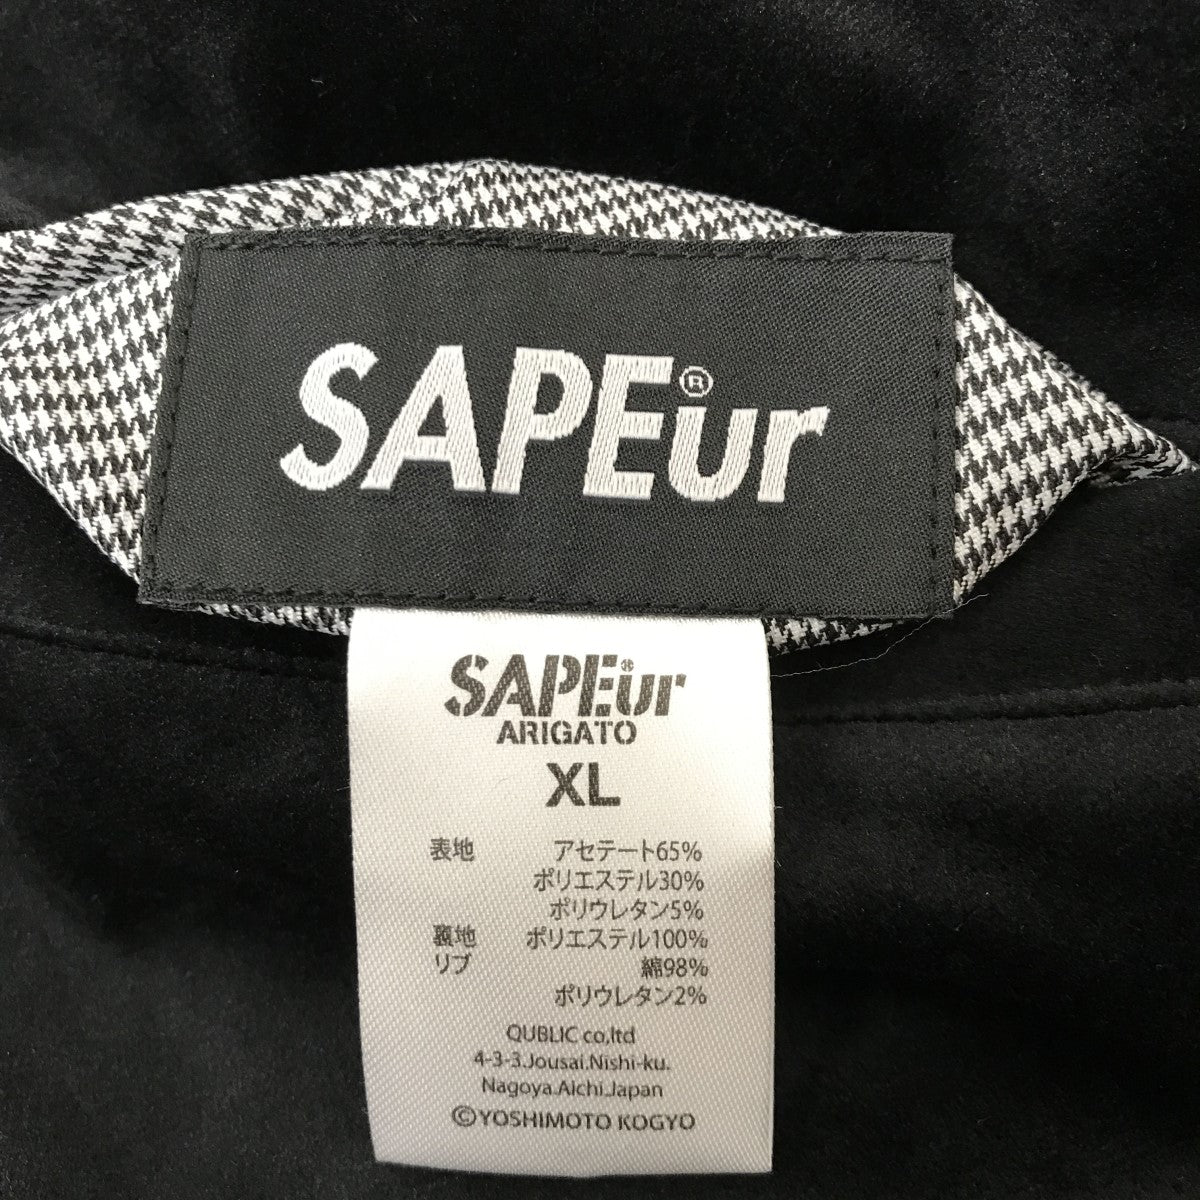 SAPEur®
SAPEur®
ARIGATO
XL
表地 アセテート65%
ポリエステル30%
ポリウレタン5%
裏地 ポリエステル100%
リブ 綿98%
ポリウレタン2%
QUBLIC co,ltd
4-3-3.Jousai.Nishi-ku.
Nagoya.Aichi.Japan
©YOSHIMOTO KOGYO